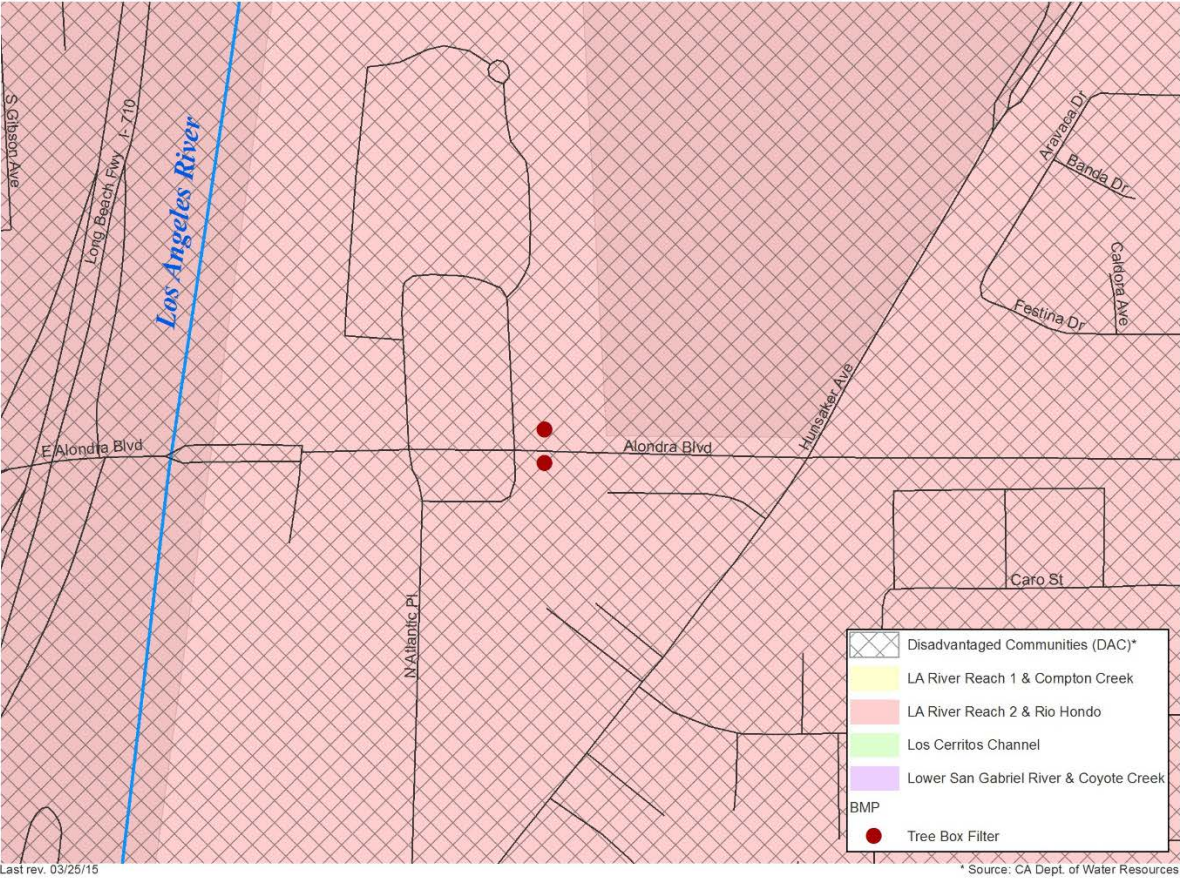 S Gibson Ave
Long Beach Fwy I- 710
Los Angeles River
Aravaca Dr
Banda Dr
Caldora Ave
Festina Dr
Hunsaker Ave
E Alondra Blvd
Alondra Blvd
N Atlantic Pl
Caro St
Disadvantaged Communities (DAC)*
LA River Reach 1 & Compton Creek
LA River Reach 2 & Rio Hondo
Los Cerritos Channel
Lower San Gabriel River & Coyote Creek
BMP
Tree Box Filter
Last rev. 03/25/15
* Source: CA Dept. of Water Resources